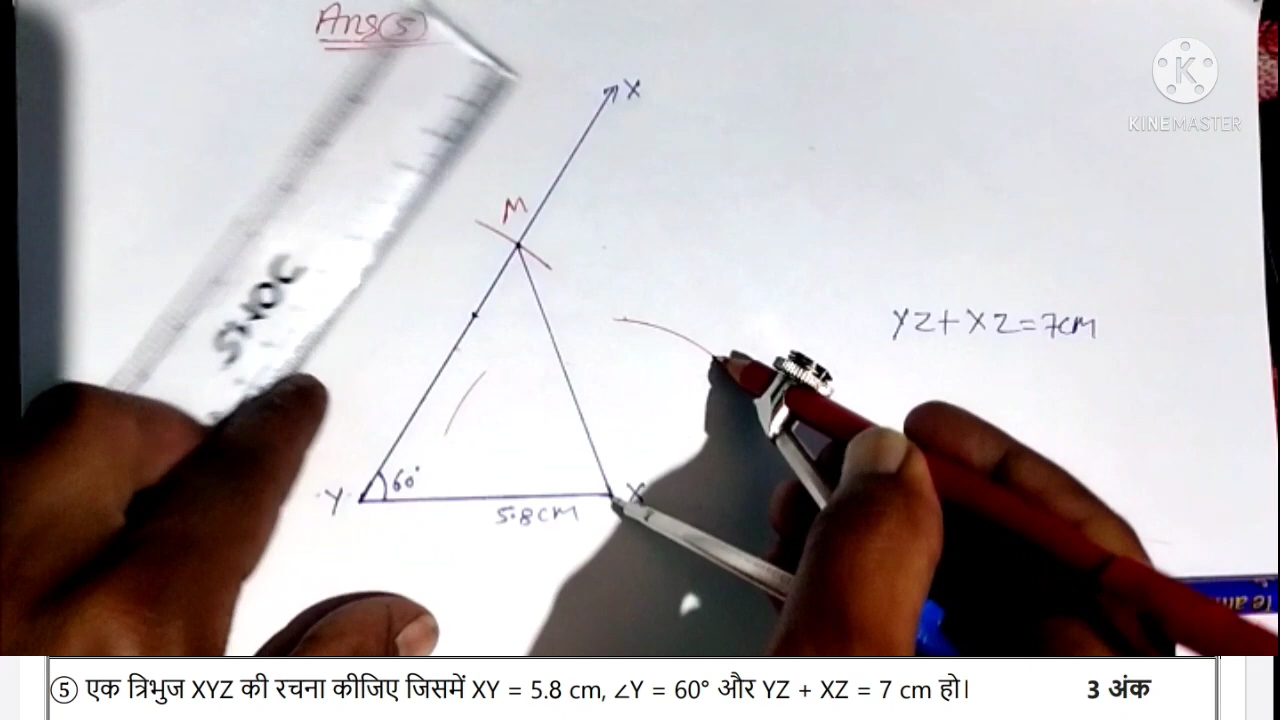 Ans(5)
X
KINEMASTER
M
YZ+XZ=7cm
Y 60° X
5.8cm
⑤ एक त्रिभुज XYZ की रचना कीजिए जिसमें XY = 5.8 cm, ∠Y = 60° और YZ + XZ = 7 cm हो। 3 अंक